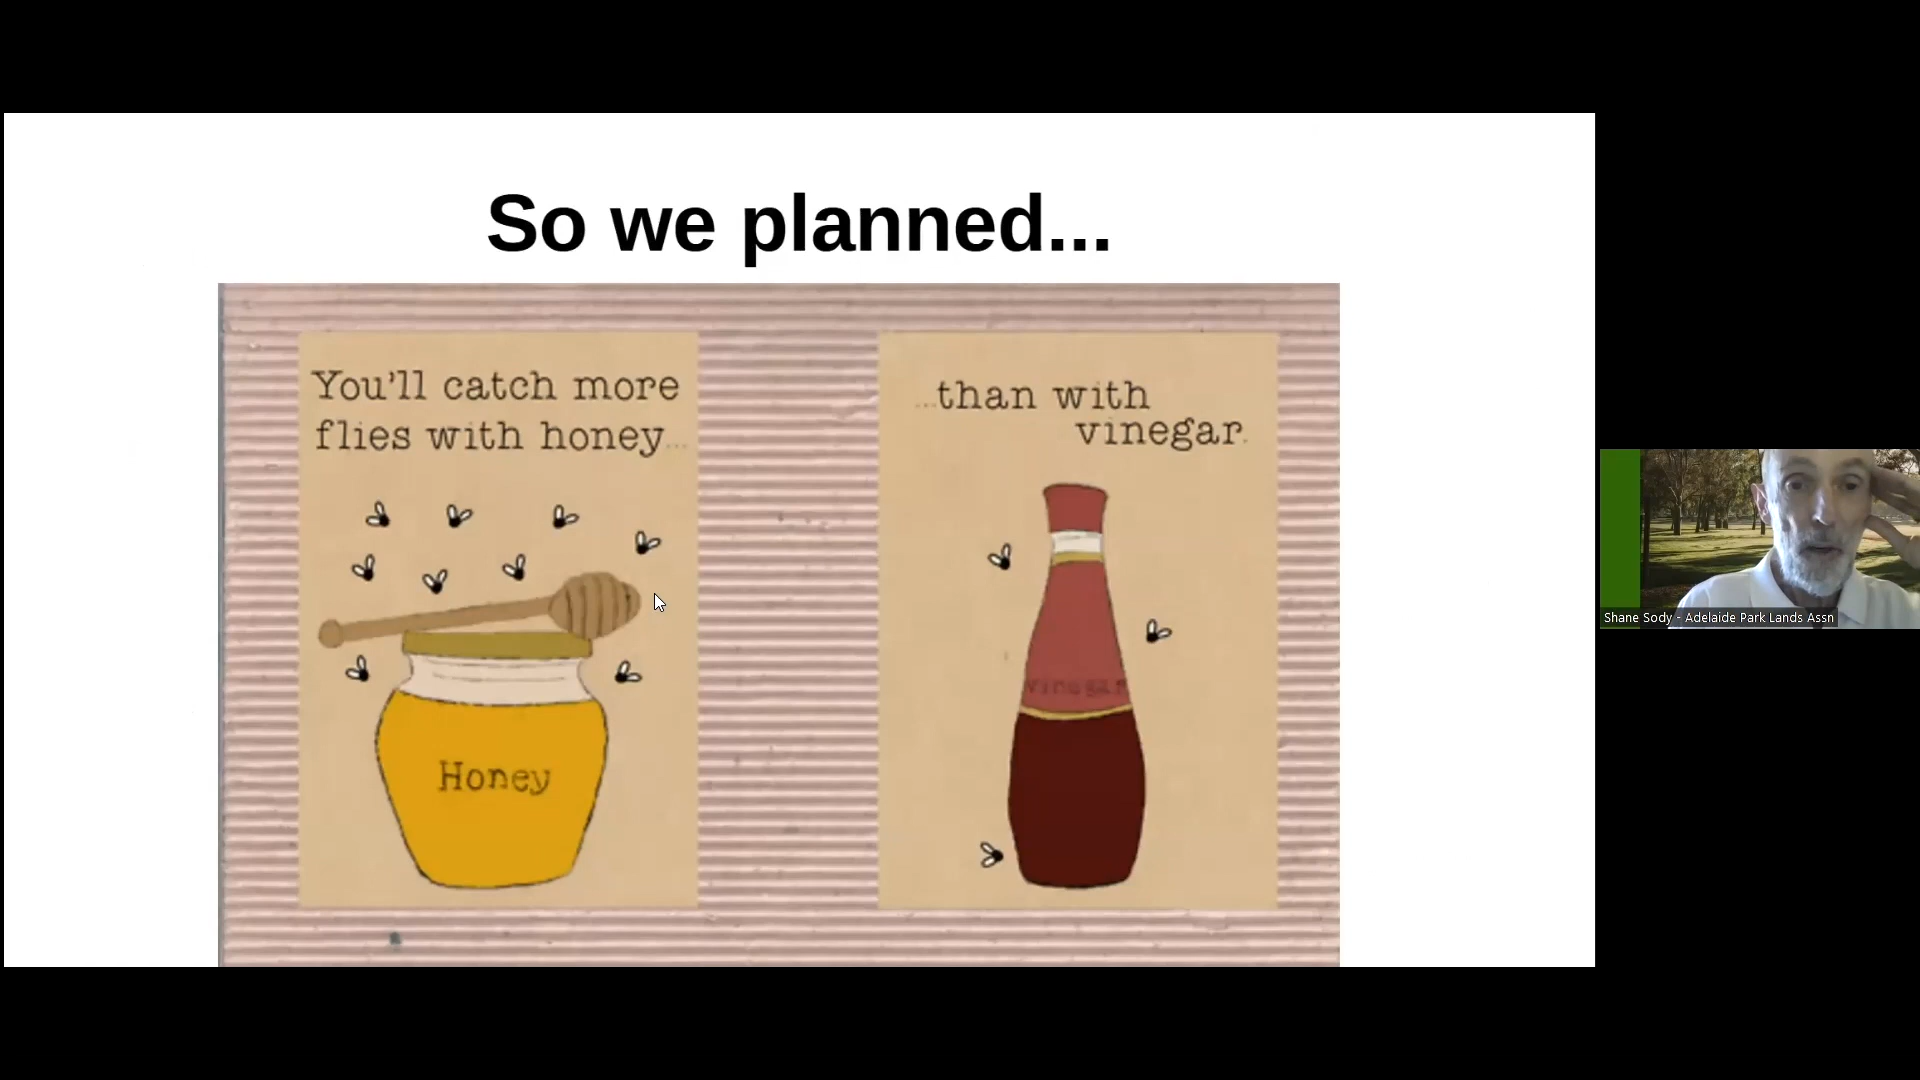 So we planned...
You'll catch more
flies with honey...
...than with
vinegar.
Honey
vinegar
Shane Sody - Adelaide Park Lands Assn